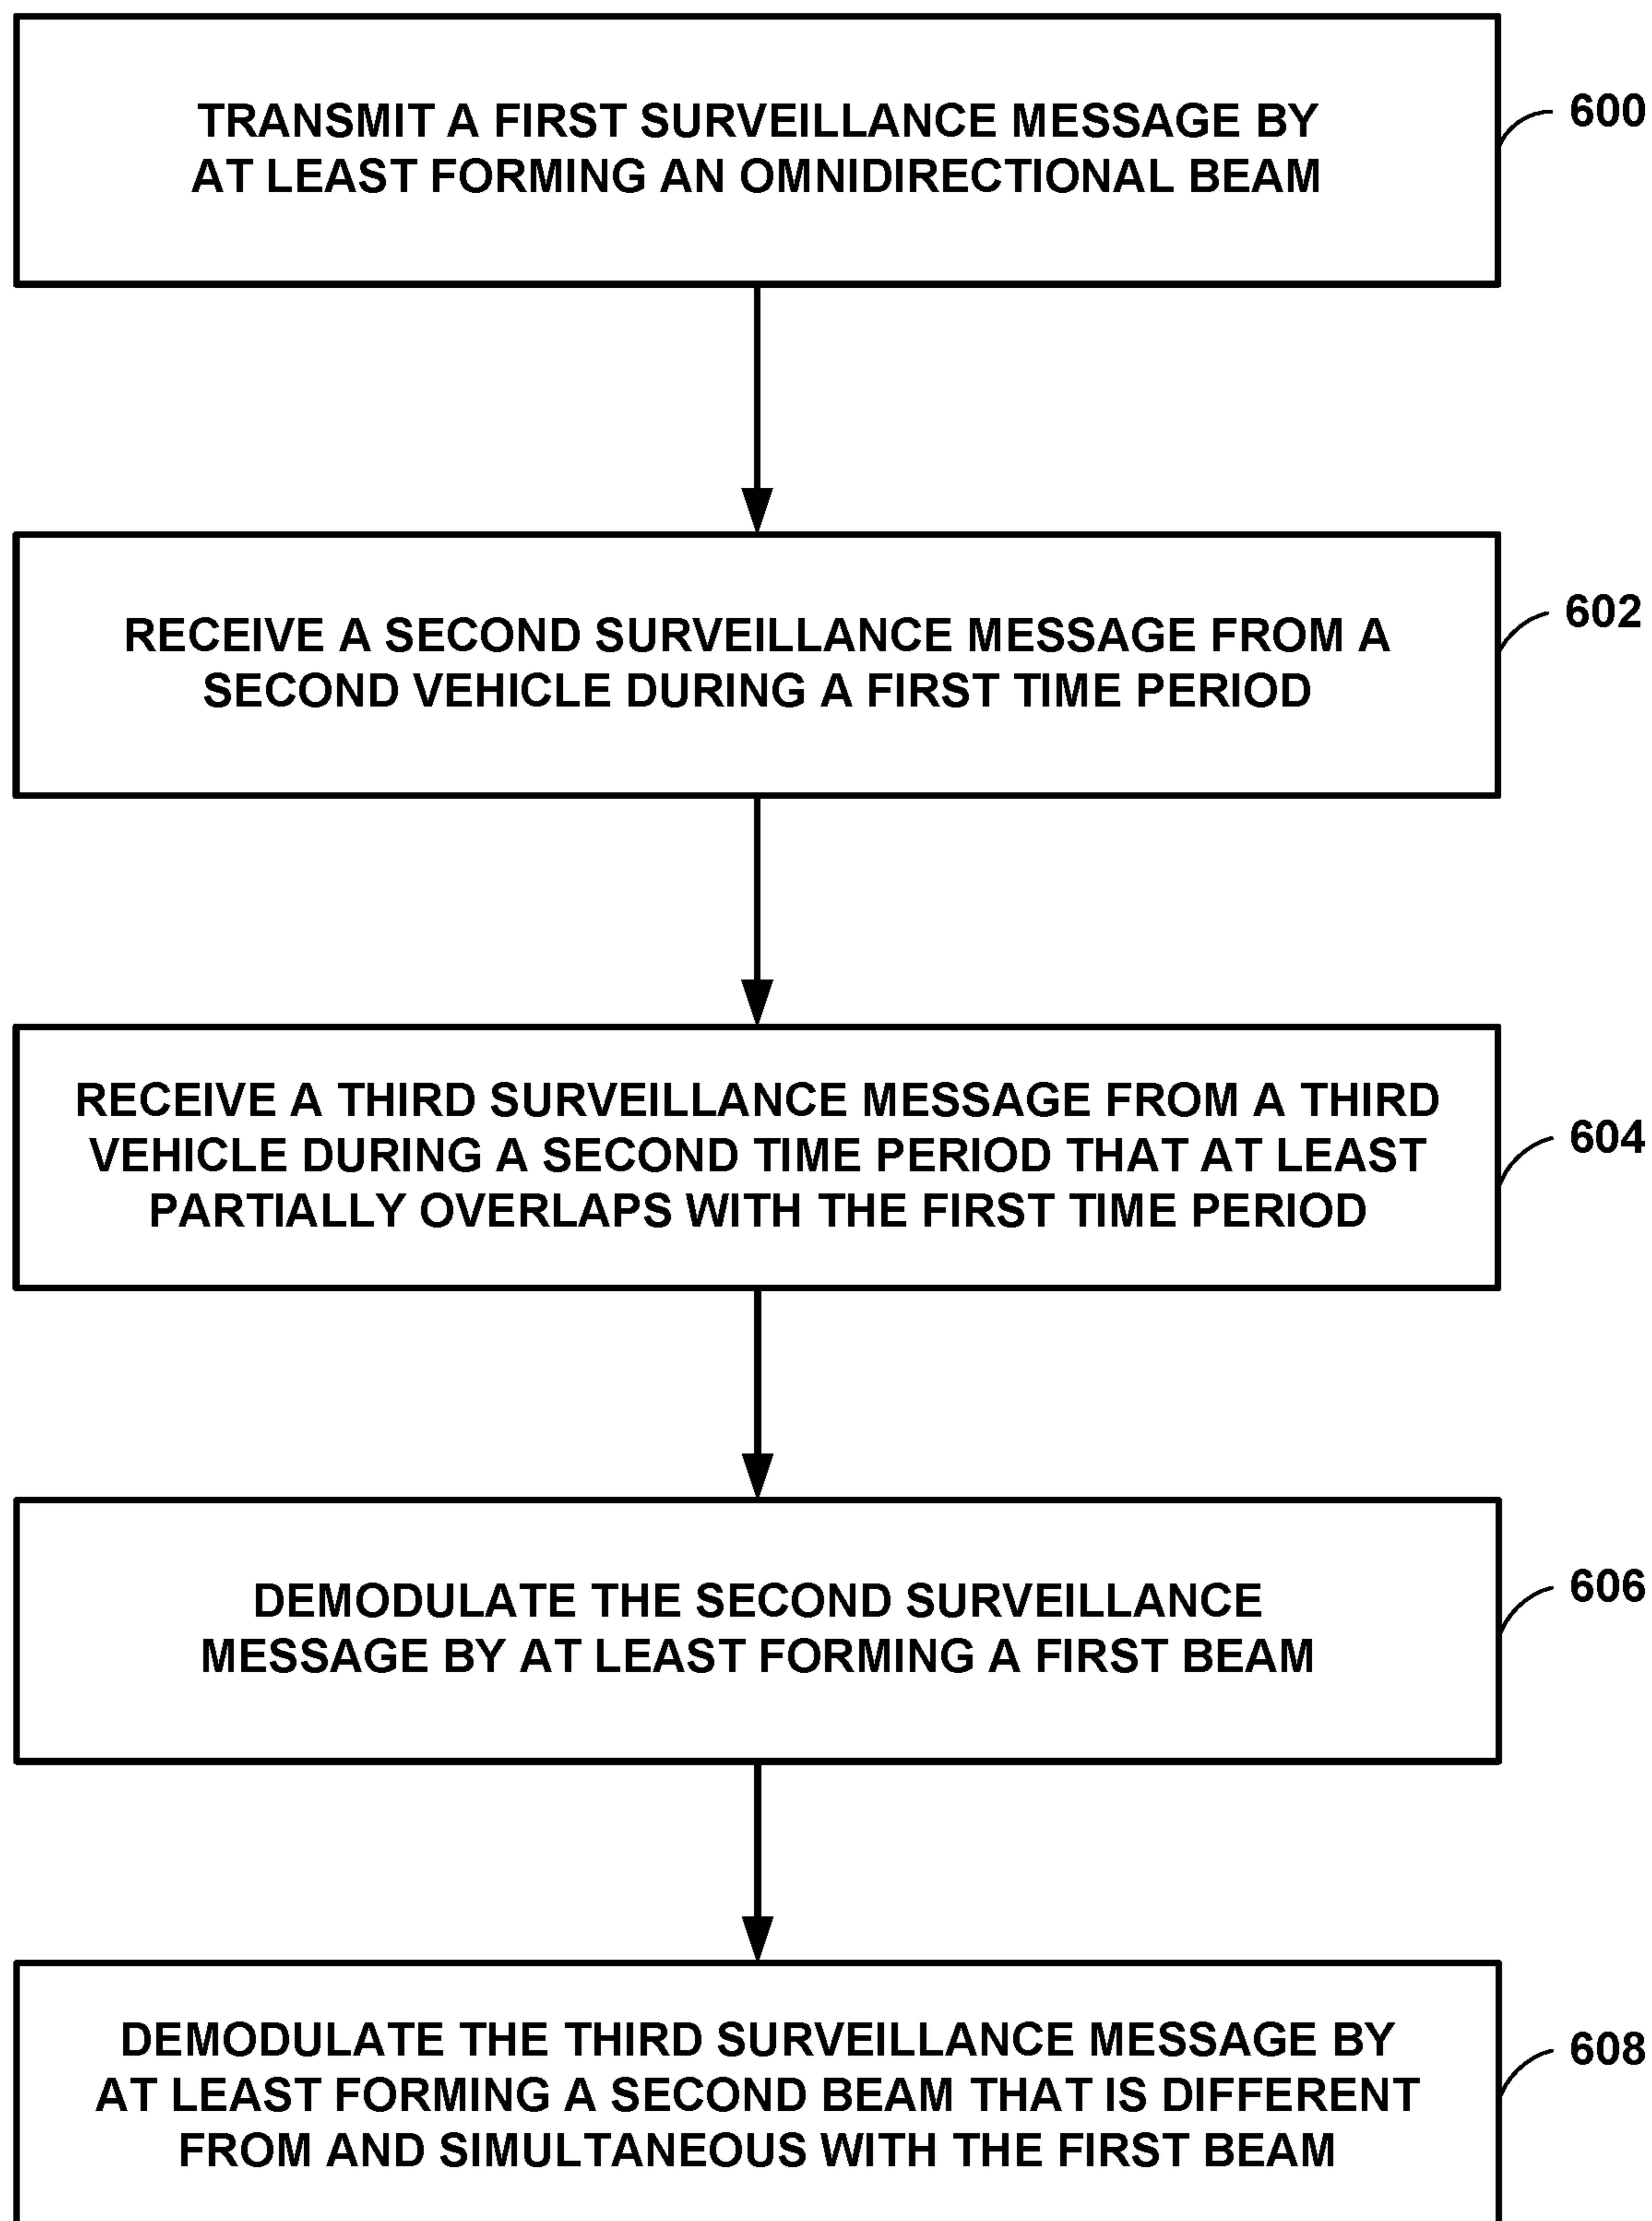 TRANSMIT A FIRST SURVEILLANCE MESSAGE BY
AT LEAST FORMING AN OMNIDIRECTIONAL BEAM
600
RECEIVE A SECOND SURVEILLANCE MESSAGE FROM A
SECOND VEHICLE DURING A FIRST TIME PERIOD
602
RECEIVE A THIRD SURVEILLANCE MESSAGE FROM A THIRD
VEHICLE DURING A SECOND TIME PERIOD THAT AT LEAST
PARTIALLY OVERLAPS WITH THE FIRST TIME PERIOD
604
DEMODULATE THE SECOND SURVEILLANCE
MESSAGE BY AT LEAST FORMING A FIRST BEAM
606
DEMODULATE THE THIRD SURVEILLANCE MESSAGE BY
AT LEAST FORMING A SECOND BEAM THAT IS DIFFERENT
FROM AND SIMULTANEOUS WITH THE FIRST BEAM
608